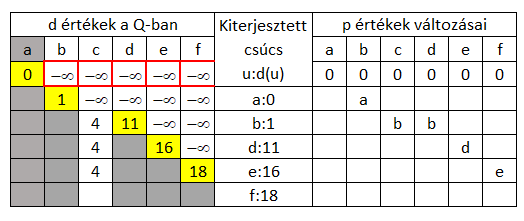 d értékek a Q-ban Kiterjesztett csúcs u:d(u) p értékek változásai
a b c d e f a b c d e f
0 -∞ -∞ -∞ -∞ -∞ 0 0 0 0 0 0
1 -∞ -∞ -∞ -∞ a:0 a
4 11 -∞ -∞ b:1 b b
4 16 -∞ d:11 d
4 18 e:16 e
f:18